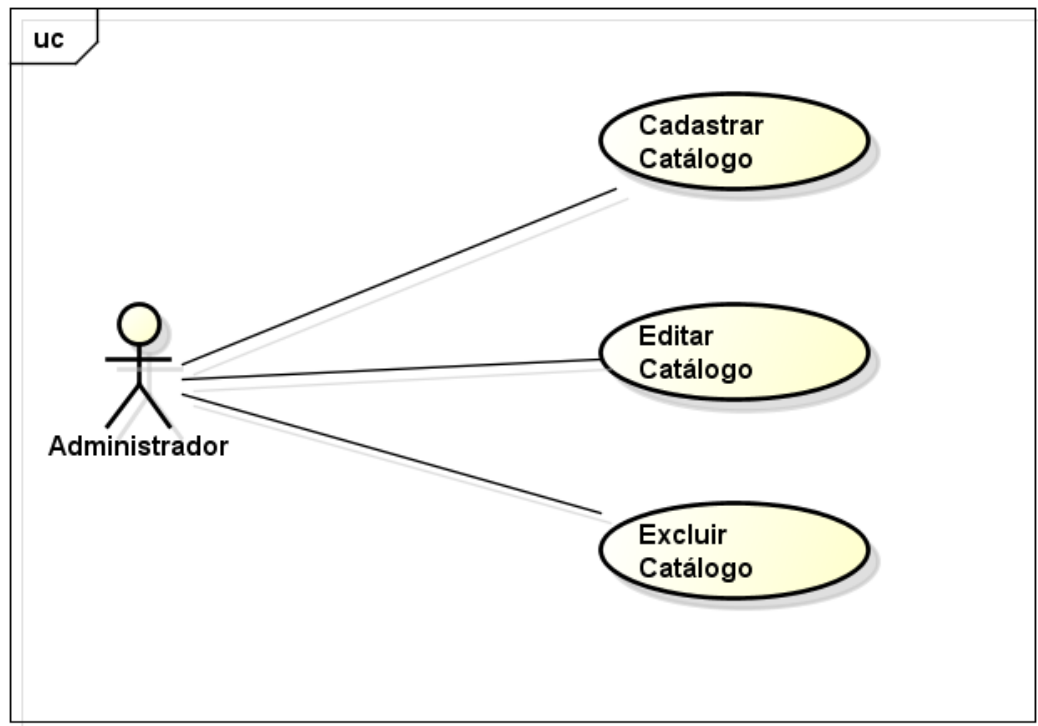 uc
Cadastrar
Catálogo
Editar
Catálogo
Administrador
Excluir
Catálogo